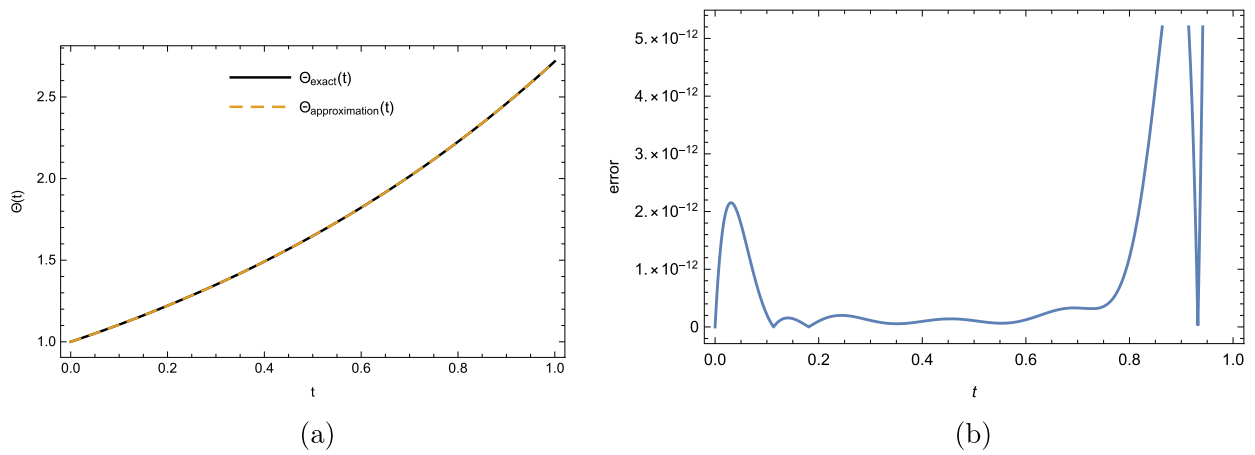 Θexact(t)
Θapproximation(t)
Θ(t)
2.5
2.0
1.5
1.0
0.0 0.2 0.4 0.6 0.8 1.0
t
(a)
error
5.×10⁻¹²
4.×10⁻¹²
3.×10⁻¹²
2.×10⁻¹²
1.×10⁻¹²
0
0.0 0.2 0.4 0.6 0.8 1.0
t
(b)